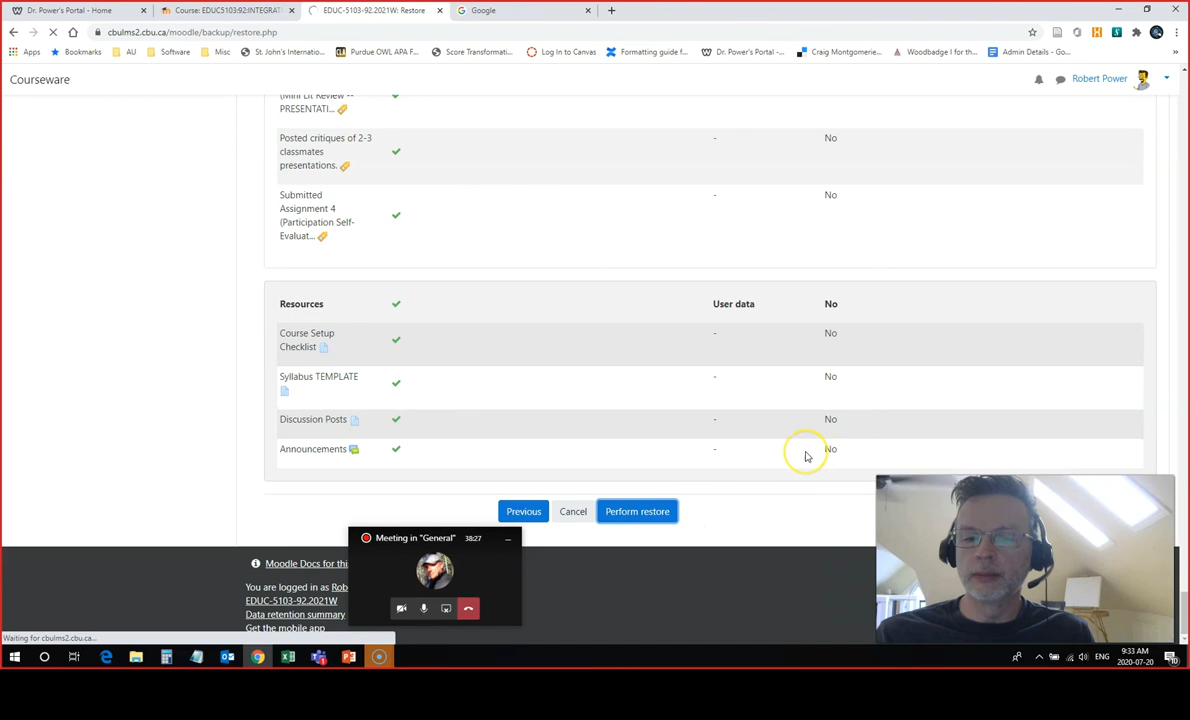 Dr. Power's Portal - Home
Course: EDUC5103:92:INTEGRAT
EDUC-5103-92.2021W: Restore
Google
cbulms2.cbu.ca/moodle/backup/restore.php
Apps
Bookmarks
AU
Software
Misc
St. John's Internatio...
Purdue OWL APA F...
Score Transformati...
Log In to Canvas
Formatting guide f...
Dr. Power's Portal -...
Craig Montgomerie...
Woodbadge I for th...
Admin Details - Go...
Courseware
Robert Power
(Mini Lit Review --
PRESENTATI...
Posted critiques of 2-3
classmates
presentations.
- No
Submitted
Assignment 4
(Participation Self-
Evaluat...
- No
Resources User data No
Course Setup
Checklist
- No
Syllabus TEMPLATE - No
Discussion Posts - No
Announcements - No
Previous Cancel Perform restore
Meeting in "General" 38:27
Moodle Docs for thi
You are logged in as Rob
EDUC-5103-92.2021W
Data retention summary
Get the mobile app
Waiting for cbulms2.cbu.ca...
ENG
9:33 AM
2020-07-20